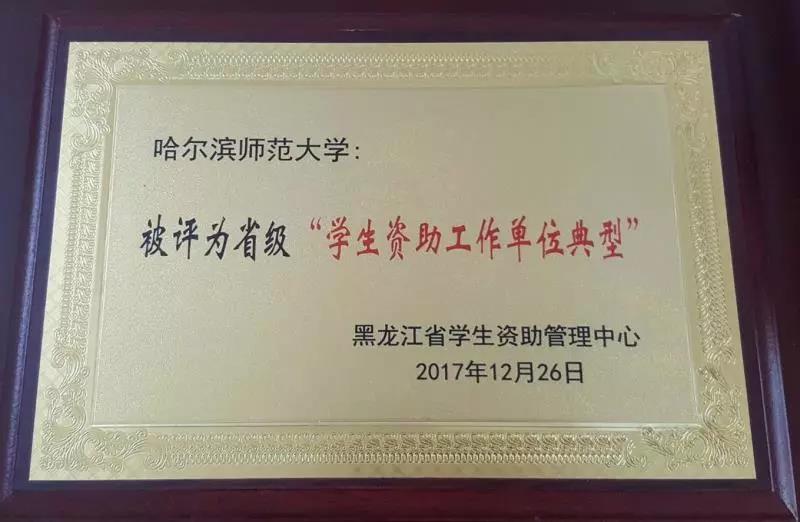 哈尔滨师范大学：
被评为省级“学生资助工作单位典型”
黑龙江省学生资助管理中心
2017年12月26日